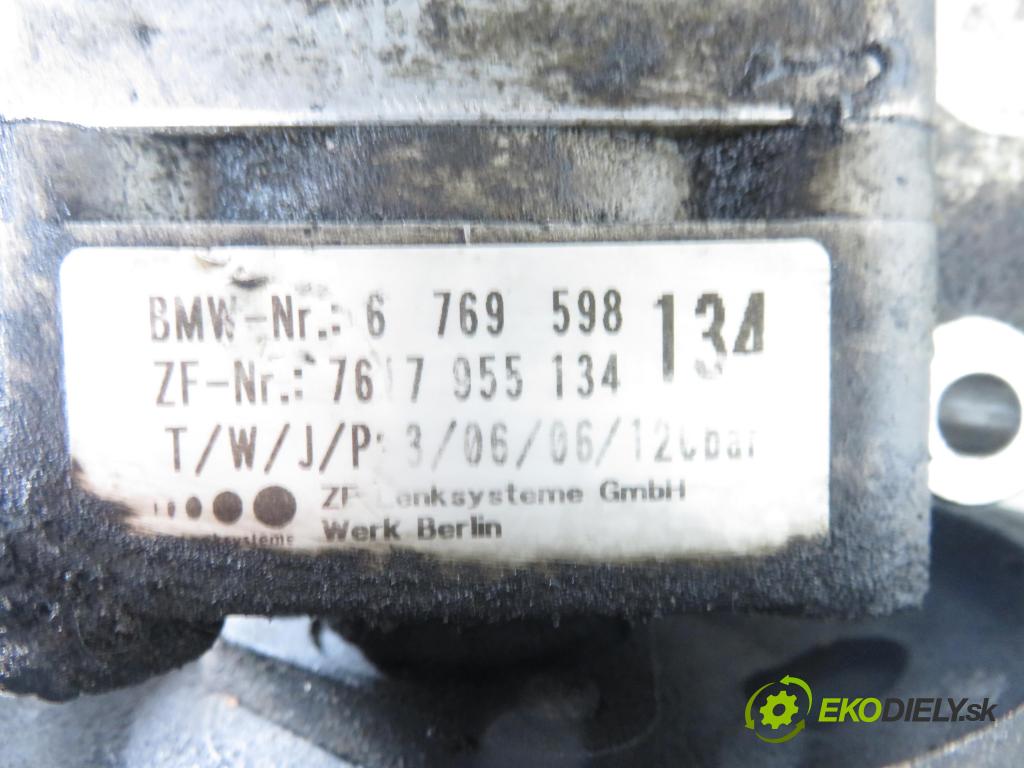 BMW-Nr.: 6 769 598 134
ZF-Nr.: 7617 955 134
T/W/J/P: 3/06/06/120bar
ZF Lenksysteme GmbH
Werk Berlin
EKODIELY.sk